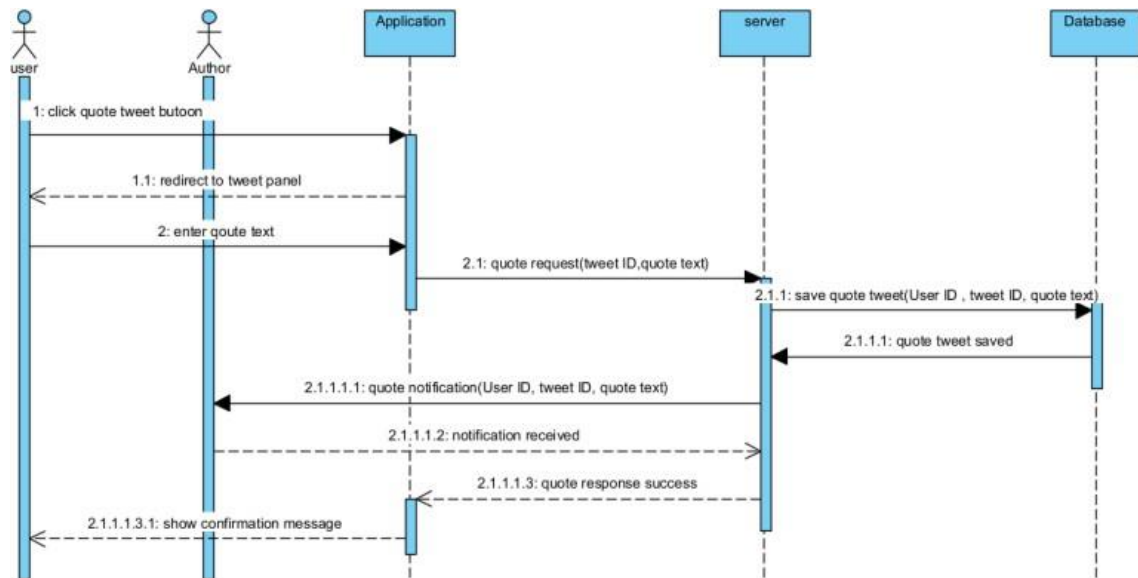 Application
server
Database
user
Author
1: click quote tweet butoon
1.1: redirect to tweet panel
2: enter qoute text
2.1: quote request(tweet ID,quote text)
2.1.1: save quote tweet(User ID , tweet ID, quote text)
2.1.1.1: quote tweet saved
2.1.1.1.1: quote notification(User ID, tweet ID, quote text)
2.1.1.1.2: notification received
2.1.1.1.3: quote response success
2.1.1.1.3.1: show confirmation message